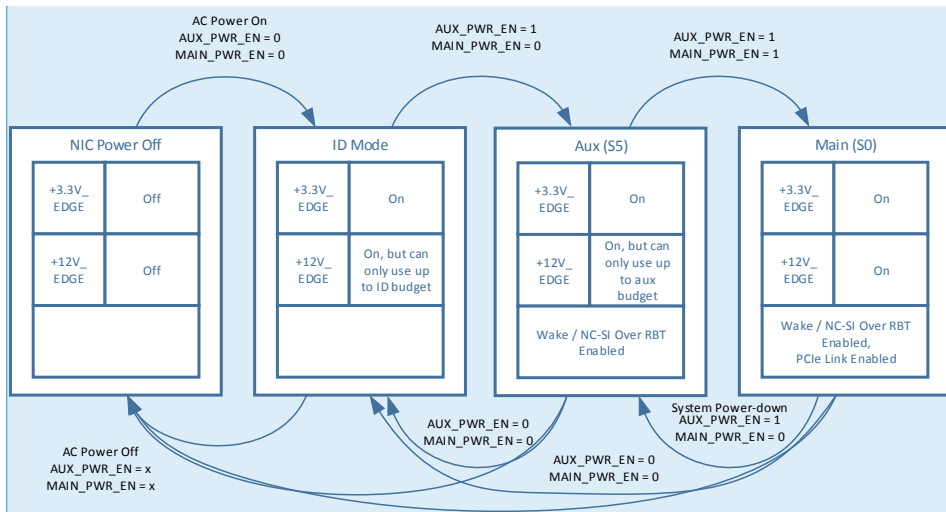 AC Power On
AUX_PWR_EN = 0
MAIN_PWR_EN = 0
AUX_PWR_EN = 1
MAIN_PWR_EN = 0
AUX_PWR_EN = 1
MAIN_PWR_EN = 1
NIC Power Off
+3.3V_
EDGE
Off
+12V_
EDGE
Off
ID Mode
+3.3V_
EDGE
On
+12V_
EDGE
On, but can
only use up
to ID budget
Aux (S5)
+3.3V_
EDGE
On
+12V_
EDGE
On, but can
only use up
to aux
budget
Wake / NC-SI Over RBT
Enabled
Main (S0)
+3.3V_
EDGE
On
+12V_
EDGE
On
Wake / NC-SI Over RBT
Enabled,
PCIe Link Enabled
AC Power Off
AUX_PWR_EN = x
MAIN_PWR_EN = x
AUX_PWR_EN = 0
MAIN_PWR_EN = 0
AUX_PWR_EN = 0
MAIN_PWR_EN = 0
System Power-down
AUX_PWR_EN = 1
MAIN_PWR_EN = 0